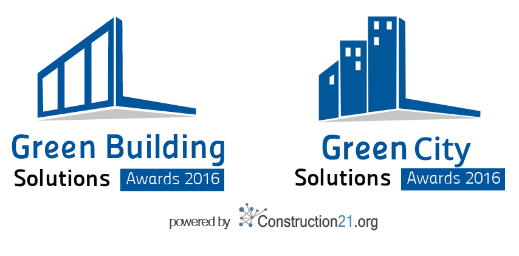 Green Building
Solutions Awards 2016
Green City
Solutions Awards 2016
powered by Construction21.org